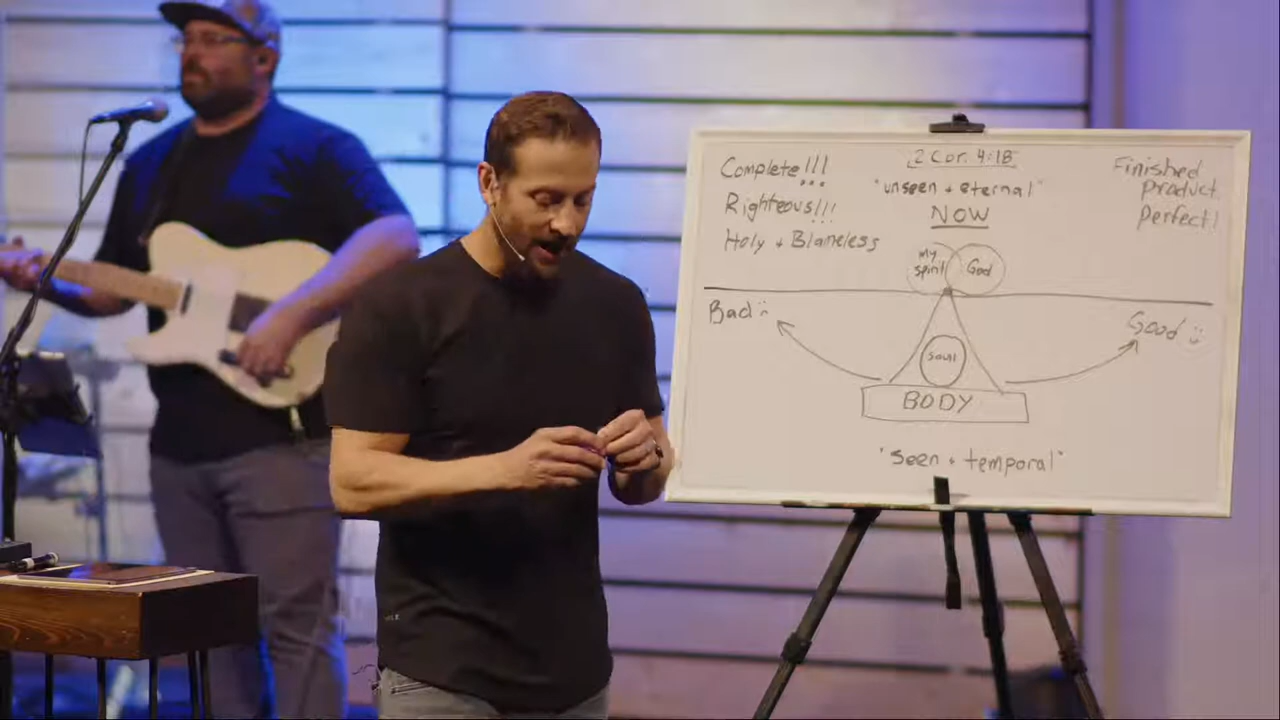 Complete!!!
Righteous!!!
Holy + Blameless
2 Cor. 4:18
"unseen + eternal"
NOW
Finished
Product
Perfect!
My
spirit
God
Bad :(
Good :)
soul
BODY
"seen + temporal"